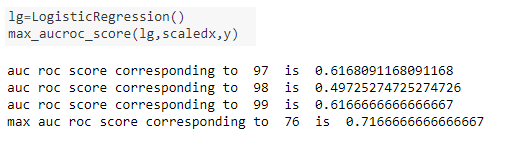 lg=LogisticRegression()
max_aucroc_score(lg,scaledx,y)
auc roc score corresponding to  97  is  0.6168091168091168
auc roc score corresponding to  98  is  0.49725274725274726
auc roc score corresponding to  99  is  0.6166666666666667
max auc roc score corresponding to  76  is  0.7166666666666667